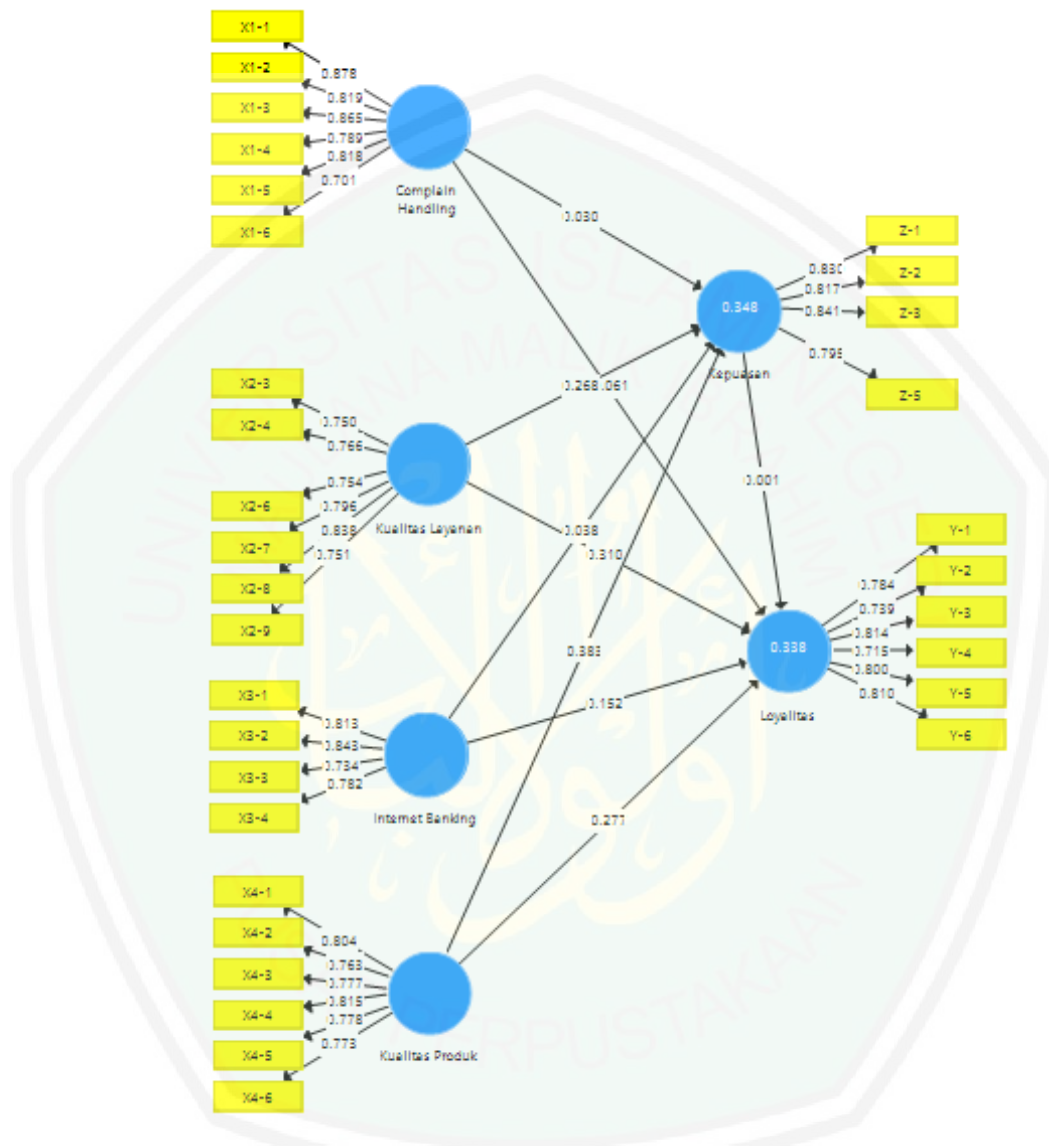 X1-1
X1-2
X1-3
X1-4
X1-5
X1-6
0.878
0.819
0.865
0.789
0.818
0.701
Complain
Handling
X2-3
X2-4
X2-6
X2-7
X2-8
X2-9
0.750
0.766
0.754
0.796
0.838
0.751
Kualitas Layanan
X3-1
X3-2
X3-3
X3-4
0.813
0.843
0.734
0.782
Internet Banking
X4-1
X4-2
X4-3
X4-4
X4-5
X4-6
0.804
0.763
0.777
0.815
0.778
0.773
Kualitas Produk
0.030
0.268
.061
0.038
0.310
0.383
0.152
0.277
0.001
0.348
Kepuasan
0.830
0.817
0.841
Z-1
Z-2
Z-3
Z-5
0.338
Loyalitas
0.784
0.739
0.814
0.715
0.800
0.810
Y-1
Y-2
Y-3
Y-4
Y-5
Y-6